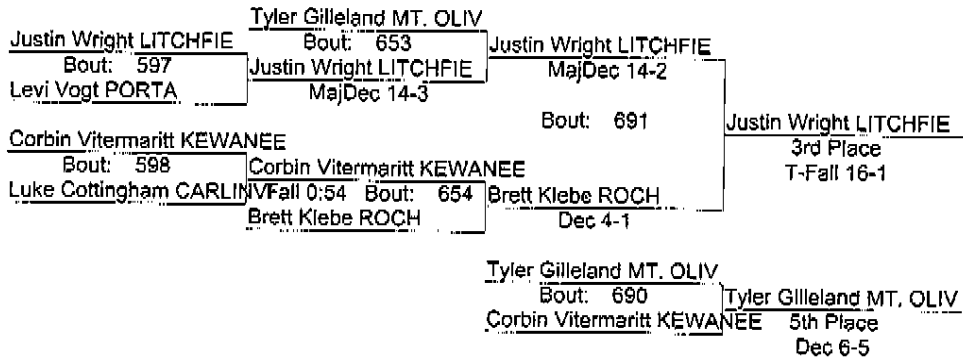 Tyler Gilleland MT. OLIV
Justin Wright LITCHFIE
Bout: 653
Justin Wright LITCHFIE
Bout: 597
Justin Wright LITCHFIE
MajDec 14-2
Levi Vogt PORTA
MajDec 14-3
Bout: 691
Justin Wright LITCHFIE
Corbin Vitermaritt KEWANEE
3rd Place
Bout: 598
Corbin Vitermaritt KEWANEE
T-Fall 16-1
Luke Cottingham CARLINV
Fall 0:54 Bout: 654
Brett Klebe ROCH
Brett Klebe ROCH
Dec 4-1
Tyler Gilleland MT. OLIV
Bout: 690
Tyler Gilleland MT. OLIV
Corbin Vitermaritt KEWANEE
5th Place
Dec 6-5